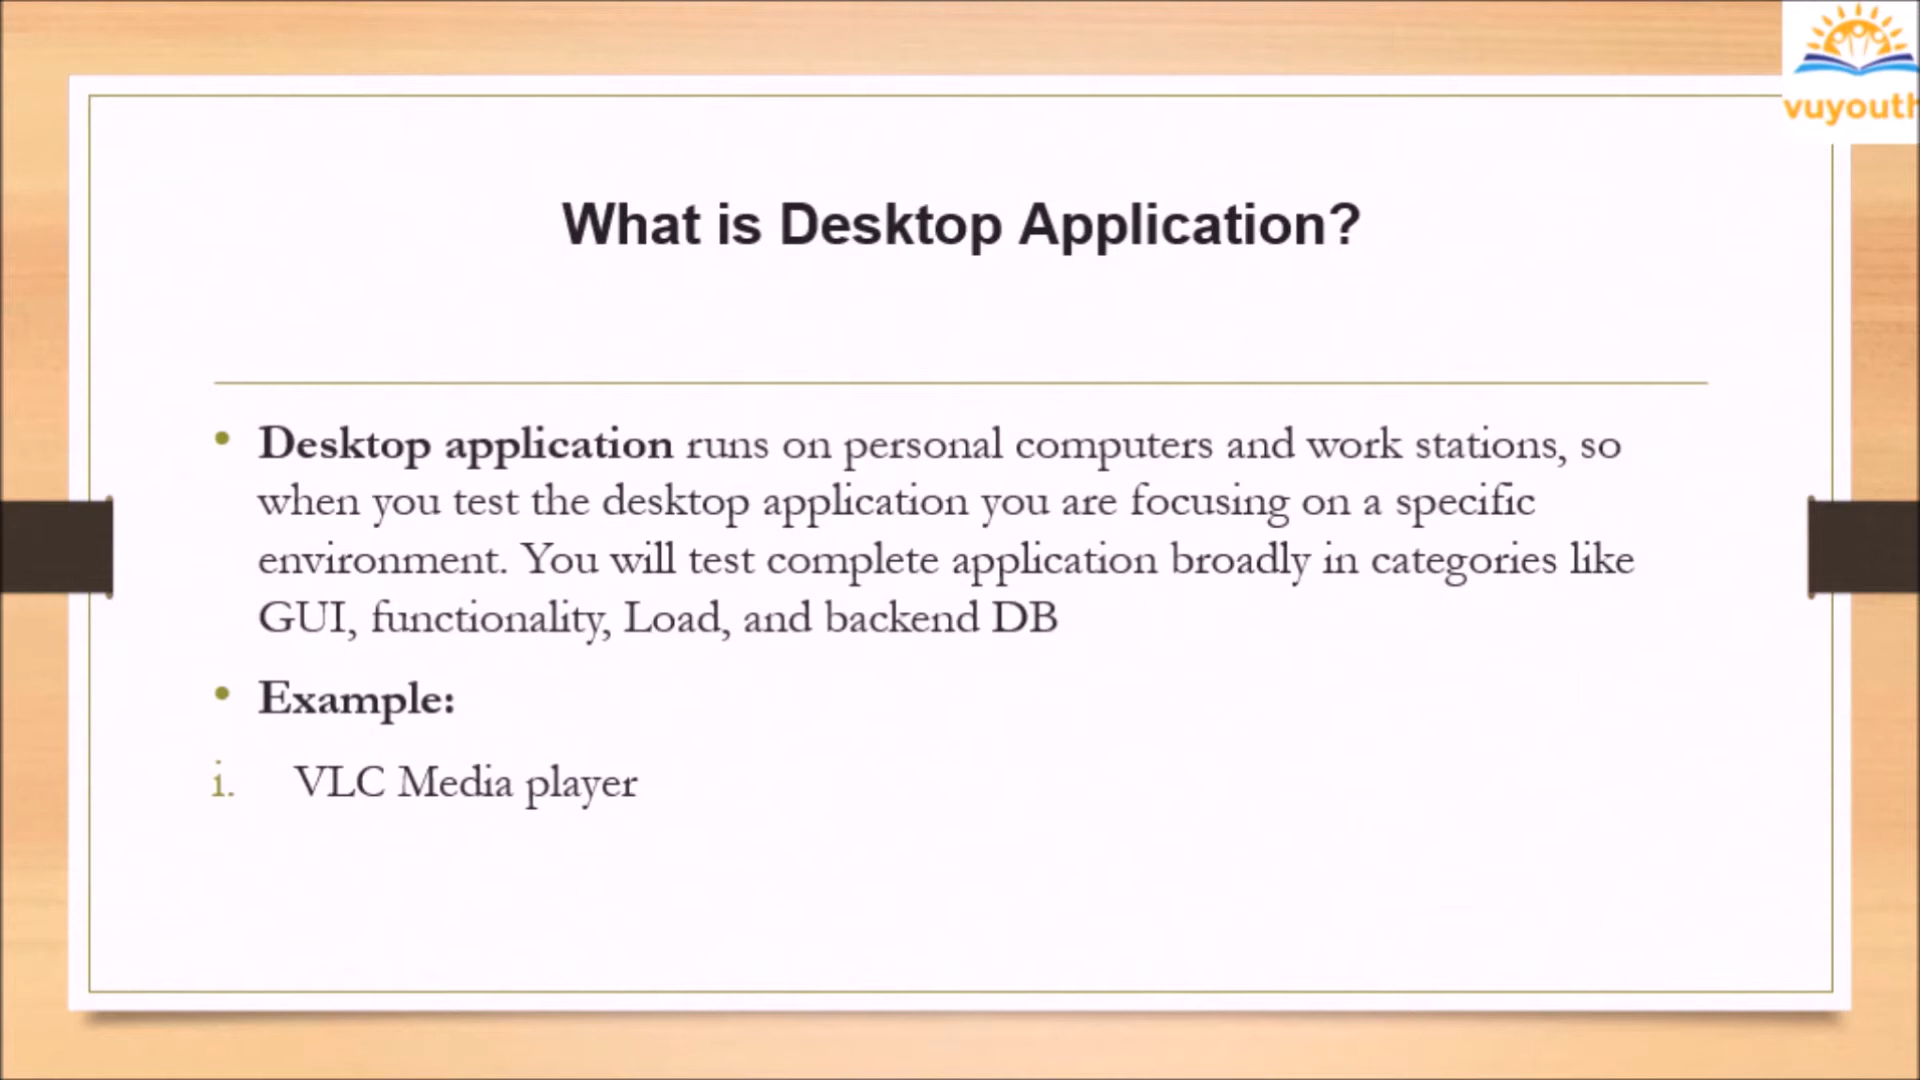 vuyouth
What is Desktop Application?
• Desktop application runs on personal computers and work stations, so
when you test the desktop application you are focusing on a specific
environment. You will test complete application broadly in categories like
GUI, functionality, Load, and backend DB
• Example:
i. VLC Media player